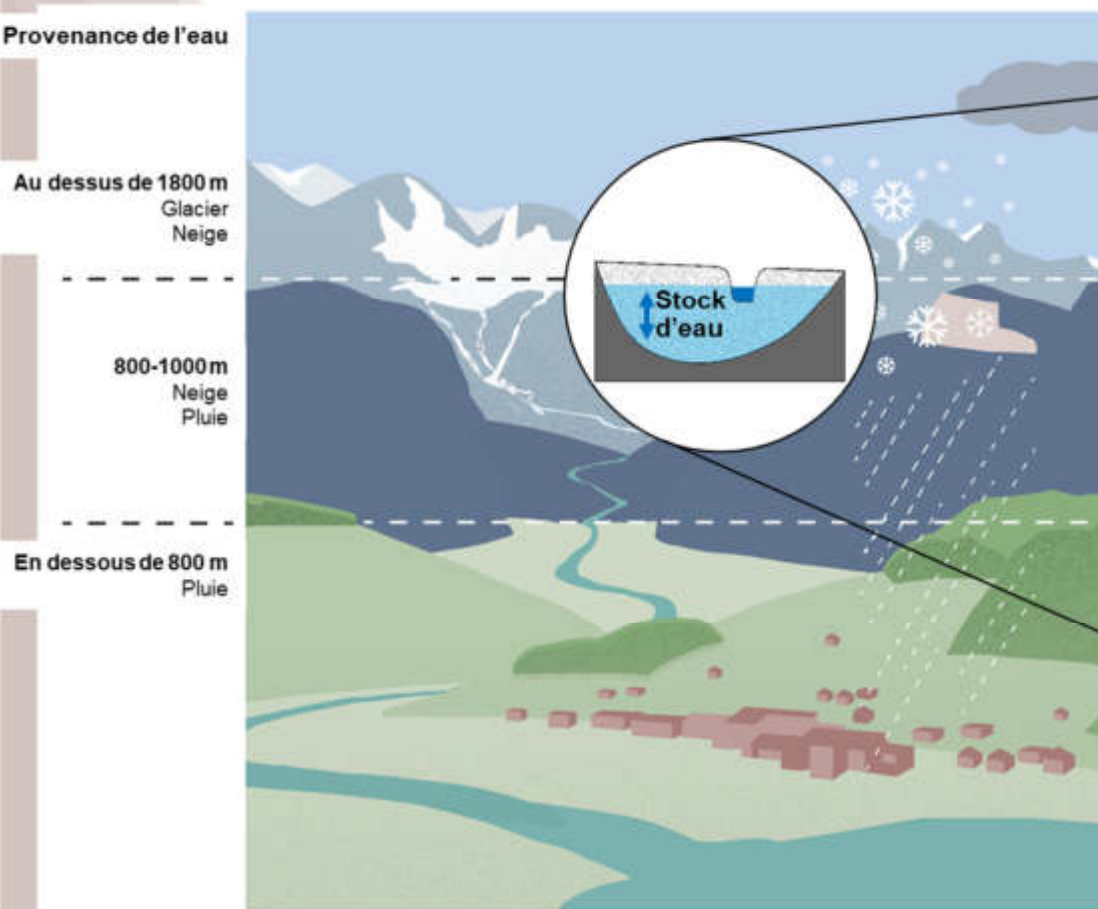 Provenance de l'eau
Au dessus de 1800 m
Glacier
Neige
800-1000 m
Neige
Pluie
En dessous de 800 m
Pluie
Stock
d'eau